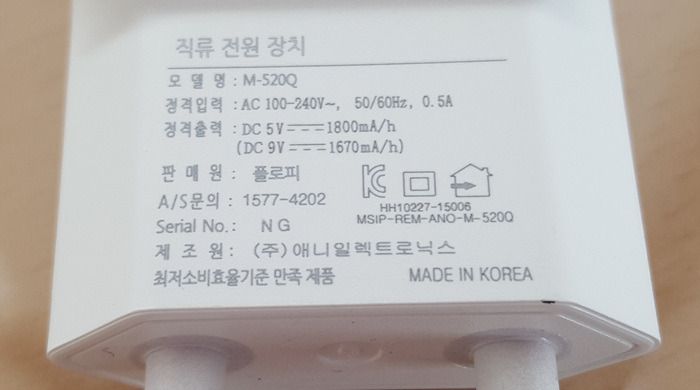 직류 전원 장치
모 델 명 : M-520Q
정격입력 : AC 100-240V~, 50/60Hz, 0.5A
정격출력 : DC 5V⎓1800mA/h
(DC 9V⎓1670mA/h)
판 매 원 : 플로피
A/S문의 : 1577-4202
Serial No.: N G
HH10227-15006
MSIP-REM-ANO-M-520Q
제 조 원 : (주)애니일렉트로닉스
최저소비효율기준 만족 제품 MADE IN KOREA